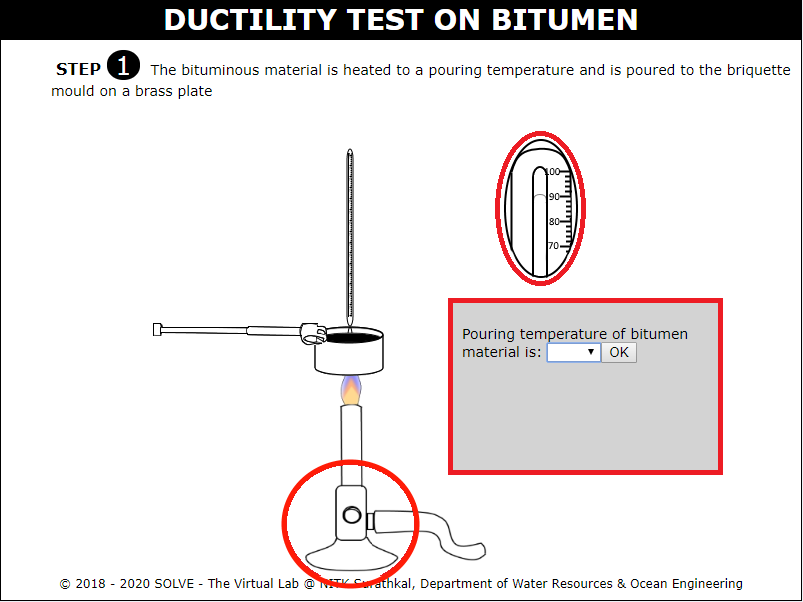 DUCTILITY TEST ON BITUMEN
STEP 1 The bituminous material is heated to a pouring temperature and is poured to the briquette
mould on a brass plate
100
90
80
70
Pouring temperature of bitumen
material is: OK
© 2018 - 2020 SOLVE - The Virtual Lab @ NITK Surathkal, Department of Water Resources & Ocean Engineering